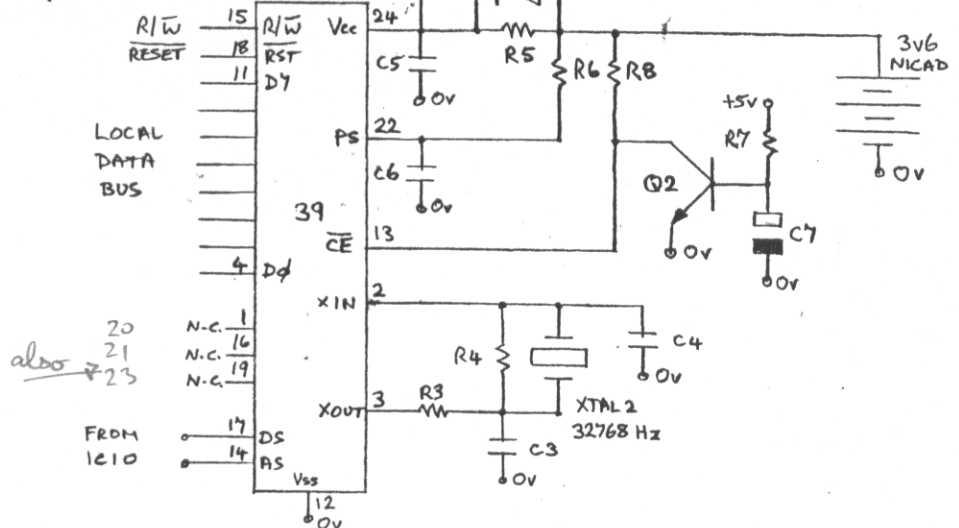 15
R/W̅
R/W̅
Vcc
24
18
RESET
RST
R5
3v6
NICAD
11
D7
C5
R6
R8
0v
+5v
LOCAL
PS
22
R7
DATA
C6
0v
BUS
Q2
0v
39
CE
13
C7
0v
4
DØ
0v
XIN
2
20
N.C.
1
21
N.C.
16
R4
C4
also
23
N.C.
19
0v
XOUT
3
R3
XTAL 2
32768 Hz
FROM
17
DS
C3
IC10
14
AS
0v
Vss
12
0v